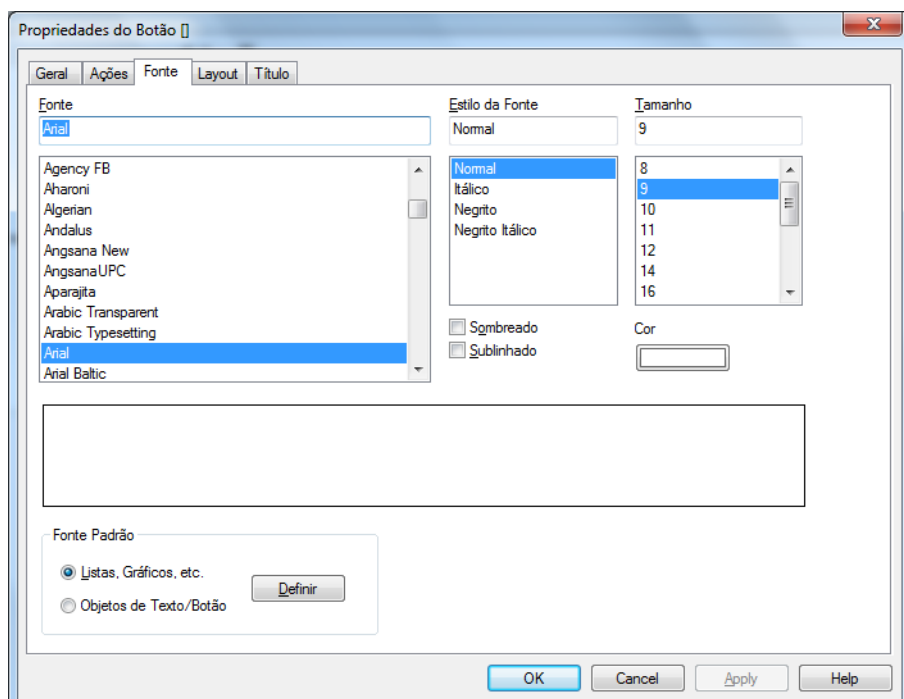 Propriedades do Botão []
Geral Ações Fonte Layout Título
Fonte Estilo da Fonte Tamanho
Arial Normal 9
Agency FB
Aharoni
Algerian
Andalus
Angsana New
AngsanaUPC
Aparajita
Arabic Transparent
Arabic Typesetting
Arial
Arial Baltic
Normal
Itálico
Negrito
Negrito Itálico
8
9
10
11
12
14
16
Sombreado
Sublinhado
Cor
Fonte Padrão
Listas, Gráficos, etc.
Objetos de Texto/Botão
Definir
OK Cancel Apply Help